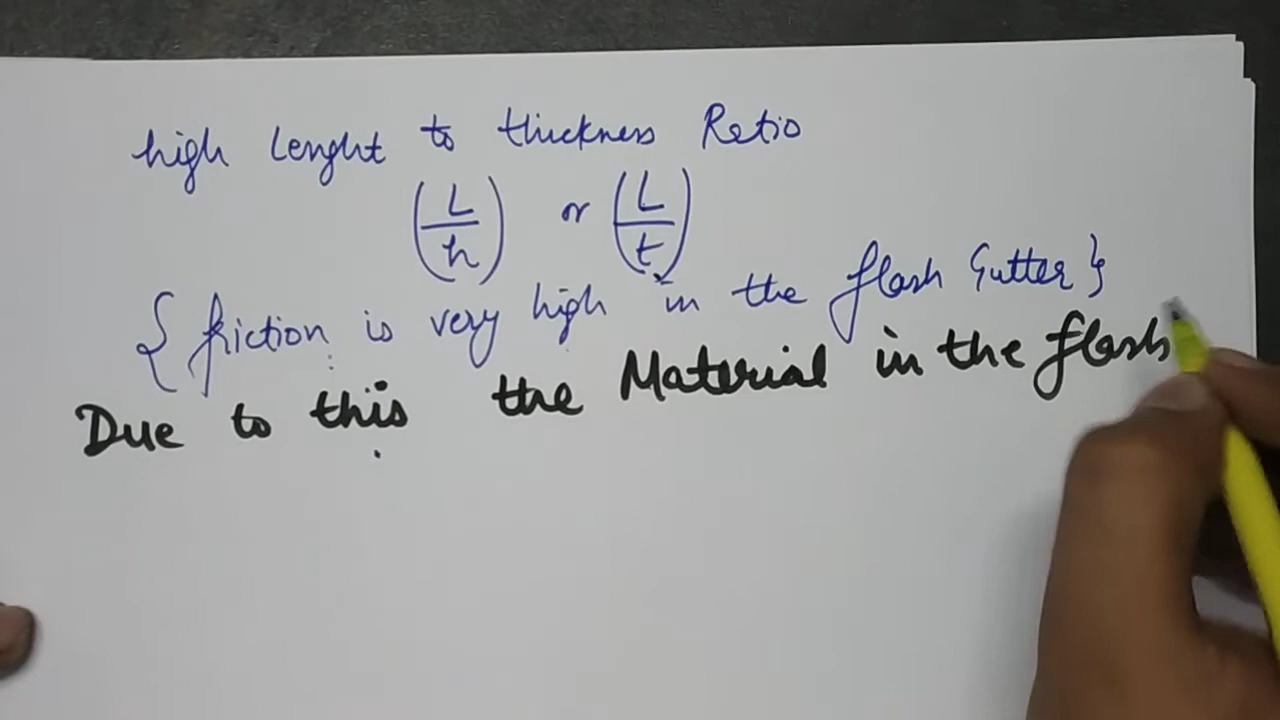 high Lenght to thickness Retio
(L/h) or (L/t)
{ friction is very high in the flash Gutter }
Due to this the Material in the flash